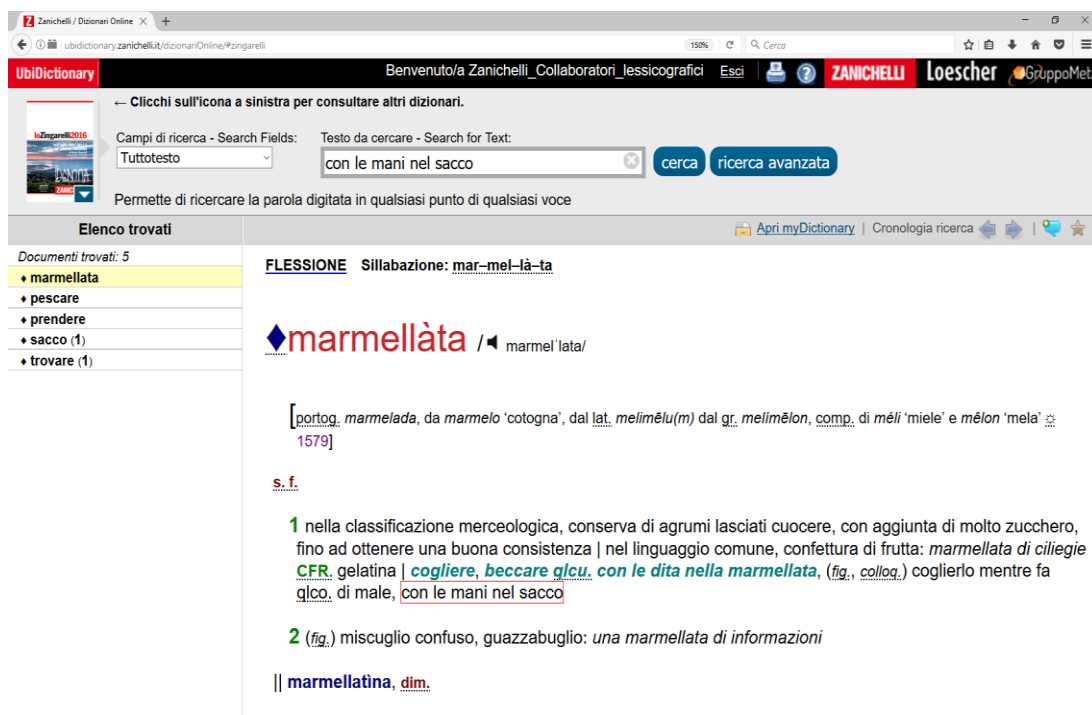 Zanichelli / Dizionari Online
ubidictionary.zanichelli.it/dizionariOnline/#zingarelli 150% Cerca
UbiDictionary Benvenuto/a Zanichelli_Collaboratori_lessicografici Esci ZANICHELLI Loescher GruppoMet
← Clicchi sull'icona a sinistra per consultare altri dizionari.
loZingarelli2016
Campi di ricerca - Search Fields: Testo da cercare - Search for Text:
Tuttotesto con le mani nel sacco cerca ricerca avanzata
Permette di ricercare la parola digitata in qualsiasi punto di qualsiasi voce
Elenco trovati Apri myDictionary | Cronologia ricerca
Documenti trovati: 5
♦ marmellata
♦ pescare
♦ prendere
♦ sacco (1)
♦ trovare (1)
FLESSIONE Sillabazione: mar–mel–là–ta
♦marmellàta / marmelˈlata/
[portog. marmelada, da marmelo 'cotogna', dal lat. melimēlu(m) dal gr. melimēlon, comp. di méli 'miele' e mêlon 'mela' ☼
1579]
s. f.
1 nella classificazione merceologica, conserva di agrumi lasciati cuocere, con aggiunta di molto zucchero,
fino ad ottenere una buona consistenza | nel linguaggio comune, confettura di frutta: marmellata di ciliegie
CFR. gelatina | cogliere, beccare qlcu. con le dita nella marmellata, (fig., colloq.) coglierlo mentre fa
qlco. di male, con le mani nel sacco
2 (fig.) miscuglio confuso, guazzabuglio: una marmellata di informazioni
|| marmellatìna, dim.